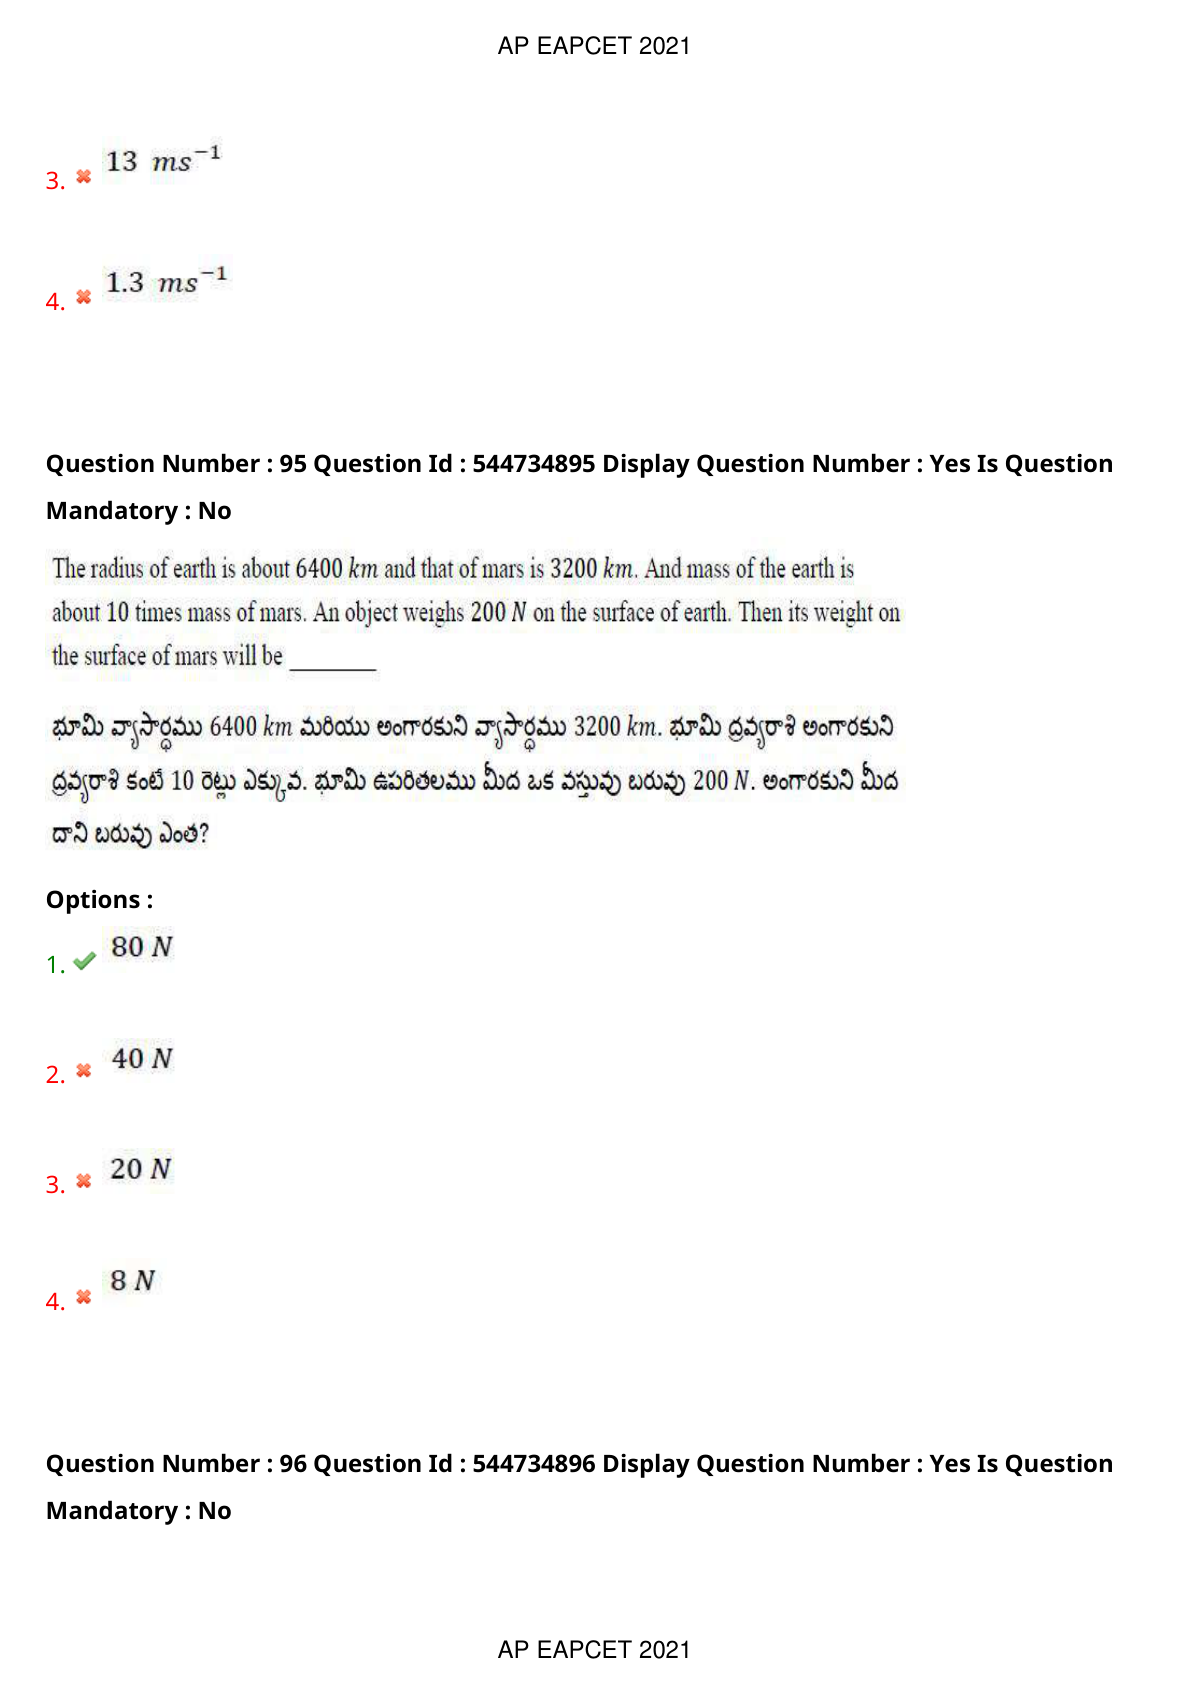 AP EAPCET 2021
3. 13 ms⁻¹
4. 1.3 ms⁻¹
Question Number : 95 Question Id : 544734895 Display Question Number : Yes Is Question
Mandatory : No
The radius of earth is about 6400 km and that of mars is 3200 km. And mass of the earth is
about 10 times mass of mars. An object weighs 200 N on the surface of earth. Then its weight on
the surface of mars will be ________
భూమి వ్యాసార్ధము 6400 km మరియు అంగారకుని వ్యాసార్ధము 3200 km. భూమి ద్రవ్యరాశి అంగారకుని
ద్రవ్యరాశి కంటే 10 రెట్లు ఎక్కువ. భూమి ఉపరితలము మీద ఒక వస్తువు బరువు 200 N. అంగారకుని మీద
దాని బరువు ఎంత?
Options :
1. 80 N
2. 40 N
3. 20 N
4. 8 N
Question Number : 96 Question Id : 544734896 Display Question Number : Yes Is Question
Mandatory : No
AP EAPCET 2021